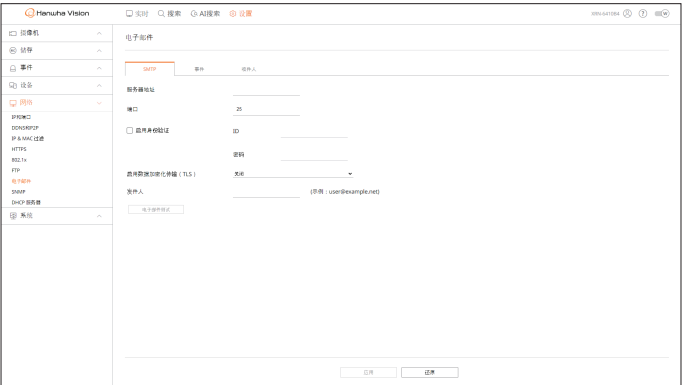 Hanwha Vision
实时 搜索 AI搜索 设置
XRN-6410B4
摄像机
储存
事件
设备
网络
IP和端口
DDNS和P2P
IP & MAC 过滤
HTTPS
802.1x
FTP
电子邮件
SNMP
DHCP 服务器
系统
电子邮件
SMTP 事件 收件人
服务器地址
端口 25
启用身份验证 ID
密码
启用数据加密化传输 ( TLS ) 关闭
发件人 (示例 : user@example.net)
电子邮件测试
应用 还原